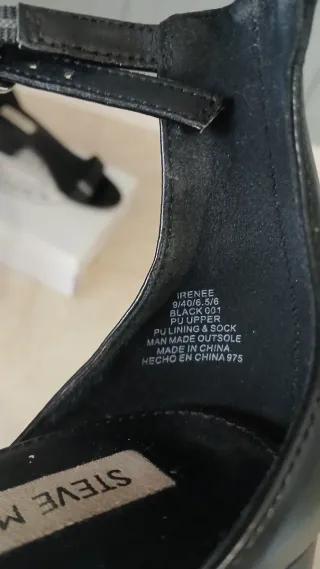 IRENEE
9/40/6.5/6
BLACK 001
PU UPPER
PU LINING & SOCK
MAN MADE OUTSOLE
MADE IN CHINA
HECHO EN CHINA 975
STEVE M